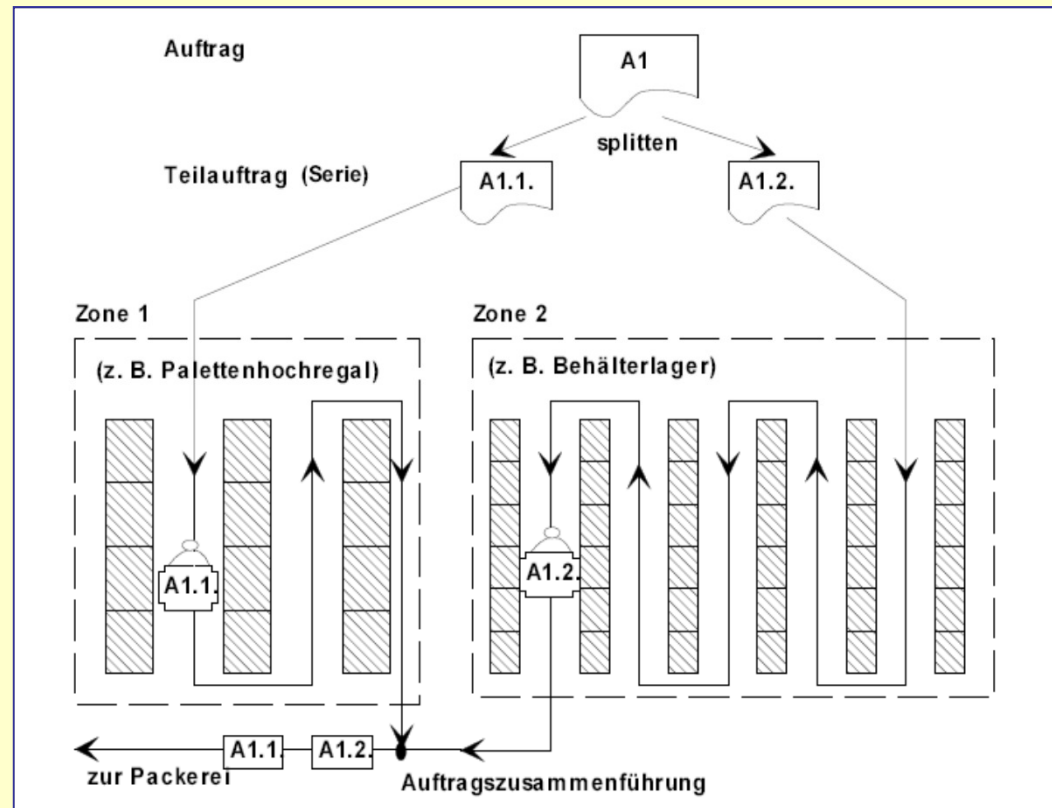 Auftrag
A1
splitten
Teilauftrag (Serie)
A1.1.
A1.2.
Zone 1
Zone 2
(z. B. Palettenhochregal)
(z. B. Behälterlager)
A1.1.
A1.2.
A1.1.
A1.2.
zur Packerei
Auftragszusammenführung